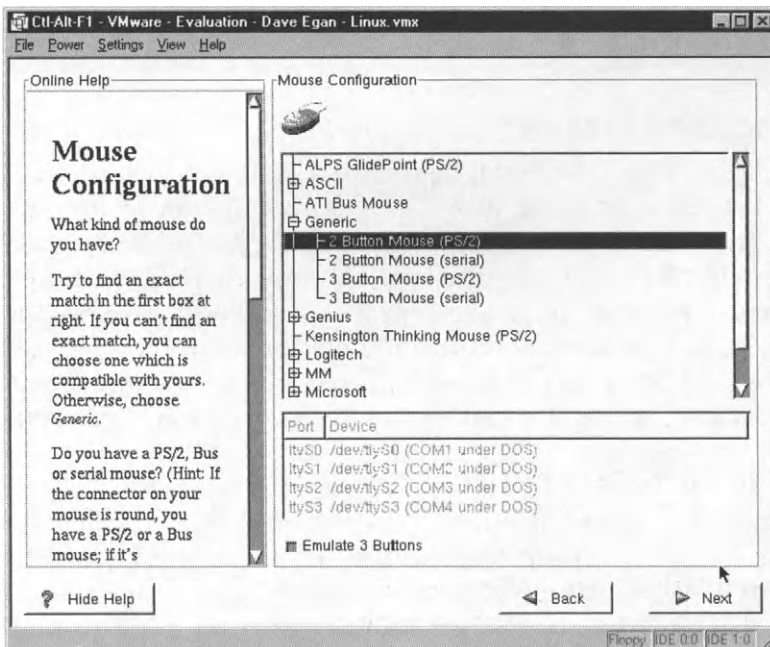 Ctl-Alt-F1 - VMware - Evaluation - Dave Egan - Linux.vmx
File Power Settings View Help
Online Help
Mouse
Configuration
What kind of mouse do
you have?
Try to find an exact
match in the first box at
right. If you can't find an
exact match, you can
choose one which is
compatible with yours.
Otherwise, choose
Generic.
Do you have a PS/2, Bus
or serial mouse? (Hint: If
the connector on your
mouse is round, you
have a PS/2 or a Bus
mouse; if it's
Mouse Configuration
ALPS GlidePoint (PS/2)
ASCII
ATI Bus Mouse
Generic
2 Button Mouse (PS/2)
2 Button Mouse (serial)
3 Button Mouse (PS/2)
3 Button Mouse (serial)
Genius
Kensington Thinking Mouse (PS/2)
Logitech
MM
Microsoft
Port Device
ttyS0 /dev/ttyS0 (COM1 under DOS)
ttyS1 /dev/ttyS1 (COM2 under DOS)
ttyS2 /dev/ttyS2 (COM3 under DOS)
ttyS3 /dev/ttyS3 (COM4 under DOS)
Emulate 3 Buttons
? Hide Help
Back
Next
Floppy IDE 0:0 IDE 1:0